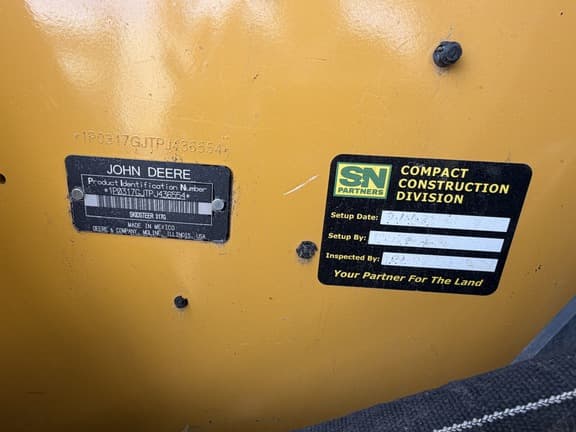 *1P0317GJTPJ436554*
JOHN DEERE
Product Identification Number
*1P0317GJTPJ436554*
SKIDSTEER 317G
MADE IN MEXICO
DEERE & COMPANY, MOLINE, ILLINOIS, USA
SN
PARTNERS
COMPACT
CONSTRUCTION
DIVISION
Setup Date:
Setup By:
Inspected By:
Your Partner For The Land